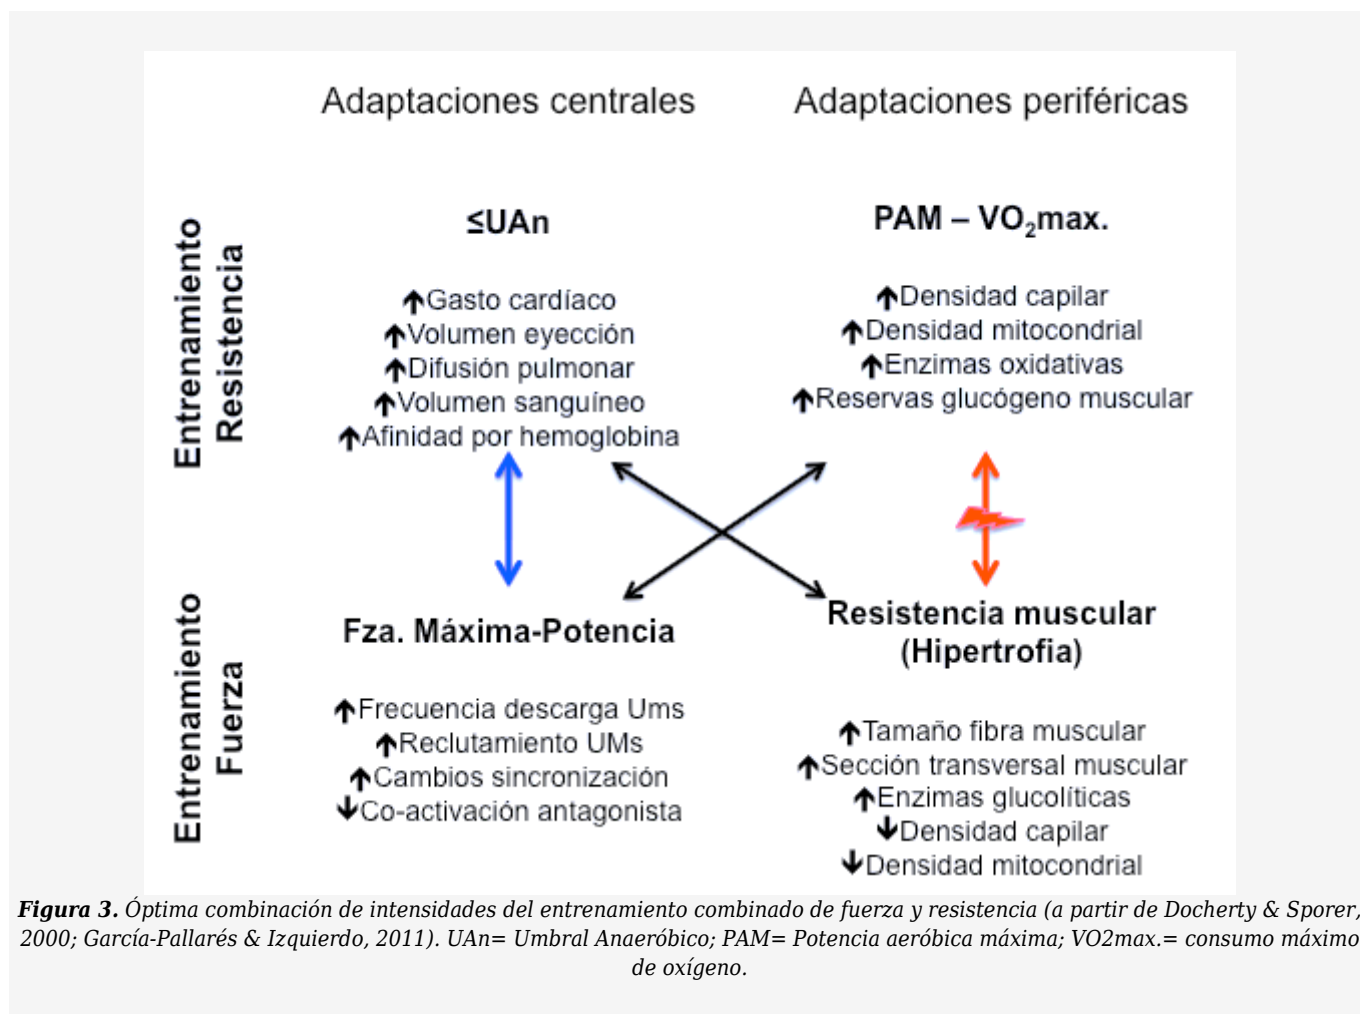 Adaptaciones centrales
Adaptaciones periféricas
Entrenamiento
Resistencia
≤UAn
↑Gasto cardíaco
↑Volumen eyección
↑Difusión pulmonar
↑Volumen sanguíneo
↑Afinidad por hemoglobina
PAM – VO₂max.
↑Densidad capilar
↑Densidad mitocondrial
↑Enzimas oxidativas
↑Reservas glucógeno muscular
Entrenamiento
Fuerza
Fza. Máxima-Potencia
↑Frecuencia descarga Ums
↑Reclutamiento UMs
↑Cambios sincronización
↓Co-activación antagonista
Resistencia muscular
(Hipertrofia)
↑Tamaño fibra muscular
↑Sección transversal muscular
↑Enzimas glucolíticas
↓Densidad capilar
↓Densidad mitocondrial
Figura 3. Óptima combinación de intensidades del entrenamiento combinado de fuerza y resistencia (a partir de Docherty & Sporer,
2000; García-Pallarés & Izquierdo, 2011). UAn= Umbral Anaeróbico; PAM= Potencia aeróbica máxima; VO2max.= consumo máximo
de oxígeno.